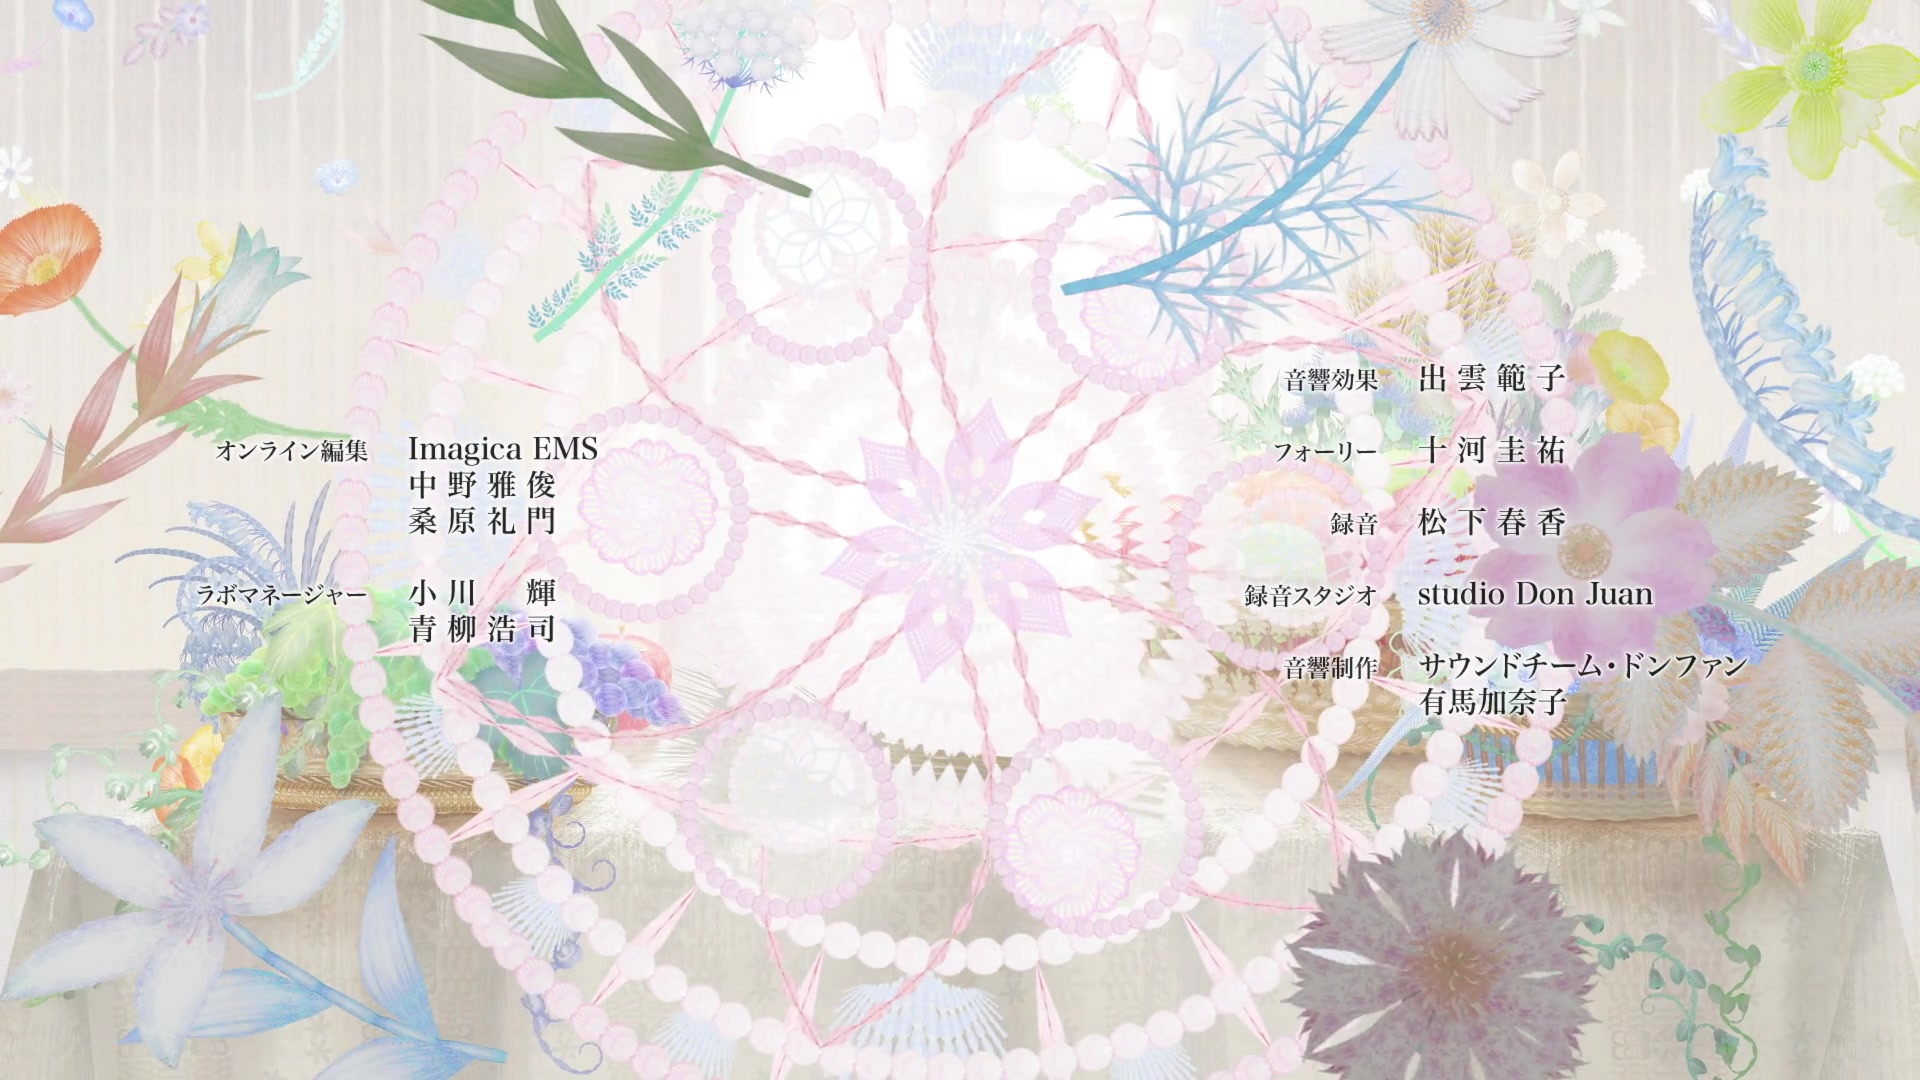 オンライン編集 Imagica EMS
中野雅俊
桑原礼門
ラボマネージャー 小川 輝
青柳浩司
音響効果 出雲範子
フォーリー 十河圭祐
録音 松下春香
録音スタジオ studio Don Juan
音響制作 サウンドチーム・ドンファン
有馬加奈子